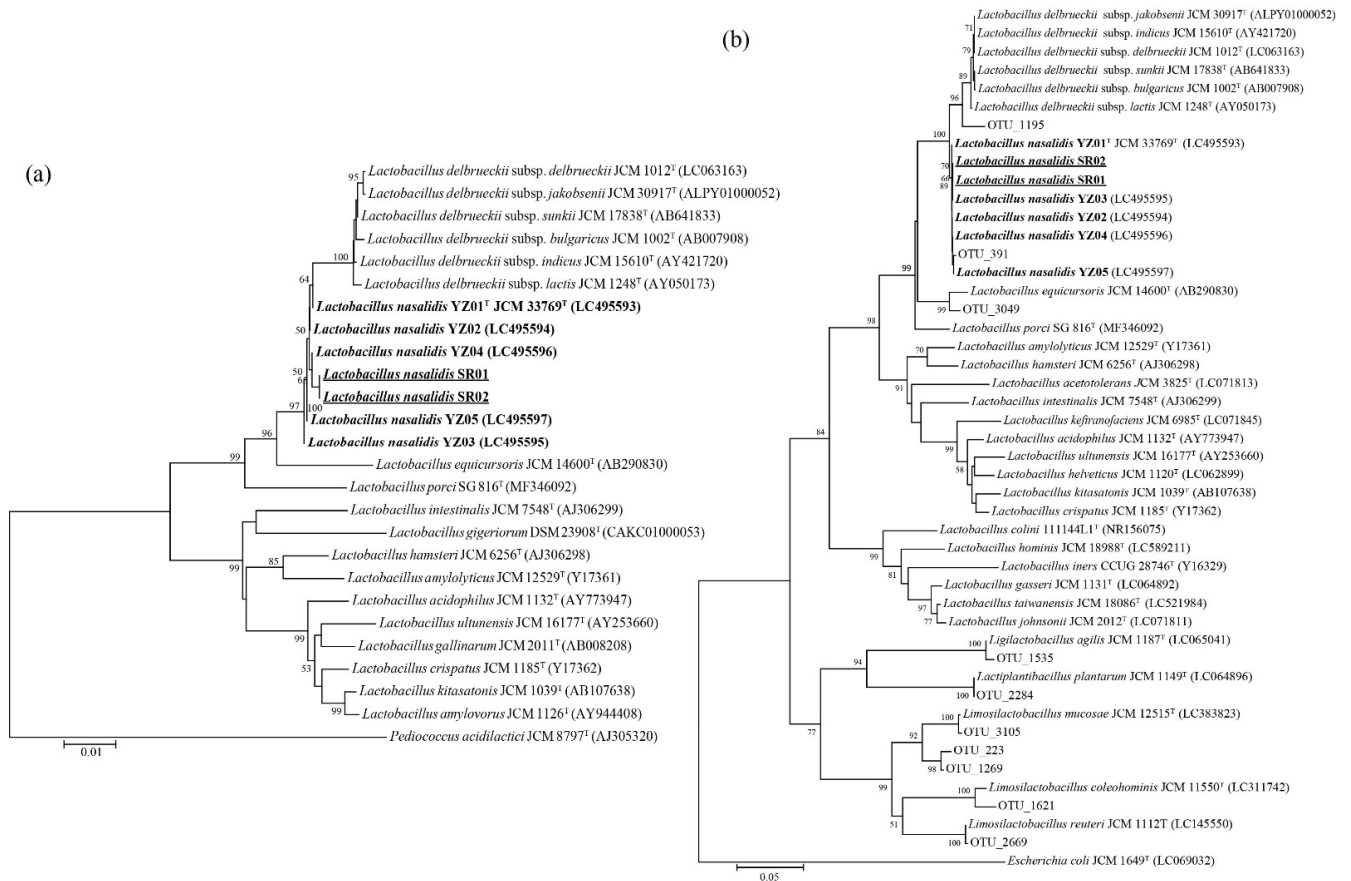 (a)
95
Lactobacillus delbrueckii subsp. delbrueckii JCM 1012ᵀ (LC063163)
Lactobacillus delbrueckii subsp. jakobsenii JCM 30917ᵀ (ALPY01000052)
Lactobacillus delbrueckii subsp. sunkii JCM 17838ᵀ (AB641833)
Lactobacillus delbrueckii subsp. bulgaricus JCM 1002ᵀ (AB007908)
100
Lactobacillus delbrueckii subsp. indicus JCM 15610ᵀ (AY421720)
Lactobacillus delbrueckii subsp. lactis JCM 1248ᵀ (AY050173)
64
Lactobacillus nasalidis YZ01ᵀ JCM 33769ᵀ (LC495593)
50
Lactobacillus nasalidis YZ02 (LC495594)
Lactobacillus nasalidis YZ04 (LC495596)
50
Lactobacillus nasalidis SR01
Lactobacillus nasalidis SR02
97
100
Lactobacillus nasalidis YZ05 (LC495597)
Lactobacillus nasalidis YZ03 (LC495595)
96
Lactobacillus equicursoris JCM 14600ᵀ (AB290830)
99
Lactobacillus porci SG 816ᵀ (MF346092)
Lactobacillus intestinalis JCM 7548ᵀ (AJ306299)
Lactobacillus gigeriorum DSM 23908ᵀ (CAKC01000053)
Lactobacillus hamsteri JCM 6256ᵀ (AJ306298)
85
99
Lactobacillus amylolyticus JCM 12529ᵀ (Y17361)
Lactobacillus acidophilus JCM 1132ᵀ (AY773947)
Lactobacillus ultunensis JCM 16177ᵀ (AY253660)
99
Lactobacillus gallinarum JCM 2011ᵀ (AB008208)
53
Lactobacillus crispatus JCM 1185ᵀ (Y17362)
Lactobacillus kitasatonis JCM 1039ᵀ (AB107638)
99
Lactobacillus amylovorus JCM 1126ᵀ (AY944408)
Pediococcus acidilactici JCM 8797ᵀ (AJ305320)
0.01
(b)
Lactobacillus delbrueckii subsp. jakobsenii JCM 30917ᵀ (ALPY01000052)
71
Lactobacillus delbrueckii subsp. indicus JCM 15610ᵀ (AY421720)
79
Lactobacillus delbrueckii subsp. delbrueckii JCM 1012ᵀ (LC063163)
Lactobacillus delbrueckii subsp. sunkii JCM 17838ᵀ (AB641833)
89
Lactobacillus delbrueckii subsp. bulgaricus JCM 1002ᵀ (AB007908)
96
Lactobacillus delbrueckii subsp. lactis JCM 1248ᵀ (AY050173)
OTU_1195
100
Lactobacillus nasalidis YZ01ᵀ JCM 33769ᵀ (LC495593)
70
Lactobacillus nasalidis SR02
66
Lactobacillus nasalidis SR01
89
Lactobacillus nasalidis YZ03 (LC495595)
Lactobacillus nasalidis YZ02 (LC495594)
Lactobacillus nasalidis YZ04 (LC495596)
OTU_391
99
Lactobacillus nasalidis YZ05 (LC495597)
Lactobacillus equicursoris JCM 14600ᵀ (AB290830)
99
OTU_3049
98
Lactobacillus porci SG 816ᵀ (MF346092)
Lactobacillus amylolyticus JCM 12529ᵀ (Y17361)
70
Lactobacillus hamsteri JCM 6256ᵀ (AJ306298)
91
Lactobacillus acetotolerans JCM 3825ᵀ (LC071813)
Lactobacillus intestinalis JCM 7548ᵀ (AJ306299)
Lactobacillus kefiranofaciens JCM 6985ᵀ (LC071845)
84
Lactobacillus acidophilus JCM 1132ᵀ (AY773947)
99
Lactobacillus ultunensis JCM 16177ᵀ (AY253660)
58
Lactobacillus helveticus JCM 1120ᵀ (LC062899)
Lactobacillus kitasatonis JCM 1039ᵀ (AB107638)
Lactobacillus crispatus JCM 1185ᵀ (Y17362)
Lactobacillus colini 111144L1ᵀ (NR156075)
99
Lactobacillus hominis JCM 18988ᵀ (LC589211)
81
Lactobacillus iners CCUG 28746ᵀ (Y16329)
Lactobacillus gasseri JCM 1131ᵀ (LC064892)
97
Lactobacillus taiwanensis JCM 18086ᵀ (LC521984)
77
Lactobacillus johnsonii JCM 2012ᵀ (LC071811)
Ligilactobacillus agilis JCM 1187ᵀ (LC065041)
100
OTU_1535
94
Lactiplantibacillus plantarum JCM 1149ᵀ (LC064896)
100
OTU_2284
77
Limosilactobacillus mucosae JCM 12515ᵀ (LC383823)
100
OTU_3105
92
OTU_223
98
OTU_1269
99
Limosilactobacillus coleohominis JCM 11550ᵀ (LC311742)
100
OTU_1621
51
Limosilactobacillus reuteri JCM 1112T (LC145550)
100
OTU_2669
Escherichia coli JCM 1649ᵀ (LC069032)
0.05